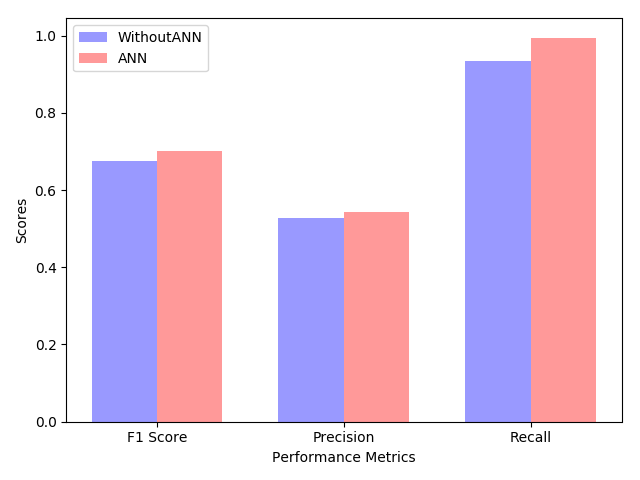 WithoutANN
ANN
1.0
0.8
0.6
0.4
0.2
0.0
Scores
F1 Score
Precision
Recall
Performance Metrics